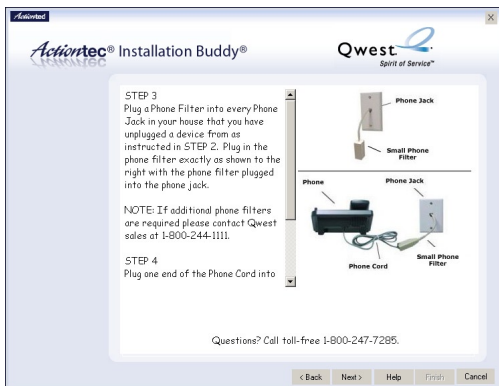 Actiontec
Actiontec® Installation Buddy®
Qwest
Spirit of Service™
STEP 3
Plug a Phone Filter into every Phone
Jack in your house that you have
unplugged a device from as
instructed in STEP 2. Plug in the
phone filter exactly as shown to the
right with the phone filter plugged
into the phone jack.
NOTE: If additional phone filters
are required please contact Qwest
sales at 1-800-244-1111.
STEP 4
Plug one end of the Phone Cord into
Phone Jack
Small Phone
Filter
Phone
Phone Jack
Phone Cord
Small Phone
Filter
Questions? Call toll-free 1-800-247-7285.
< Back
Next >
Help
Finish
Cancel